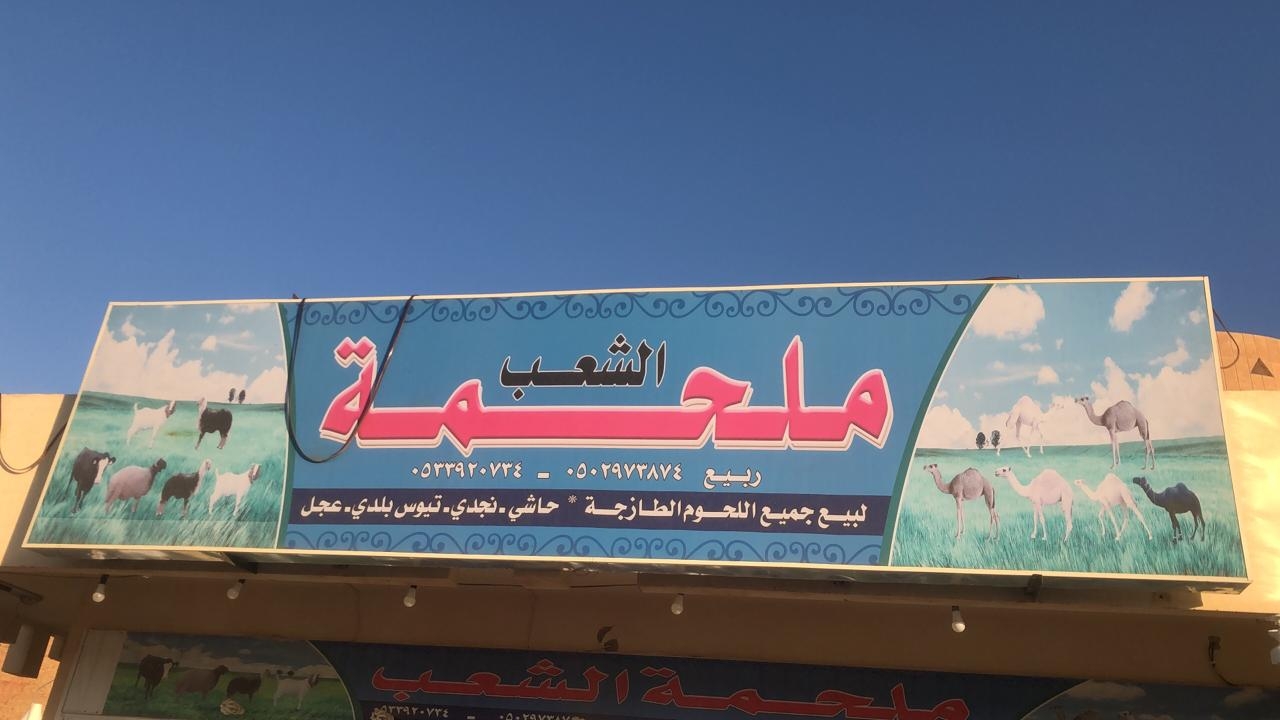 ملحمة
الشعب
ربيع ٠٥٠٢٩٧٣٨٧٤ - ٠٥٣٣٩٢٠٧٣٤
لبيع جميع اللحوم الطازجة * حاشي - نجدي - تيوس بلدي - عجل
ملحمة الشعب